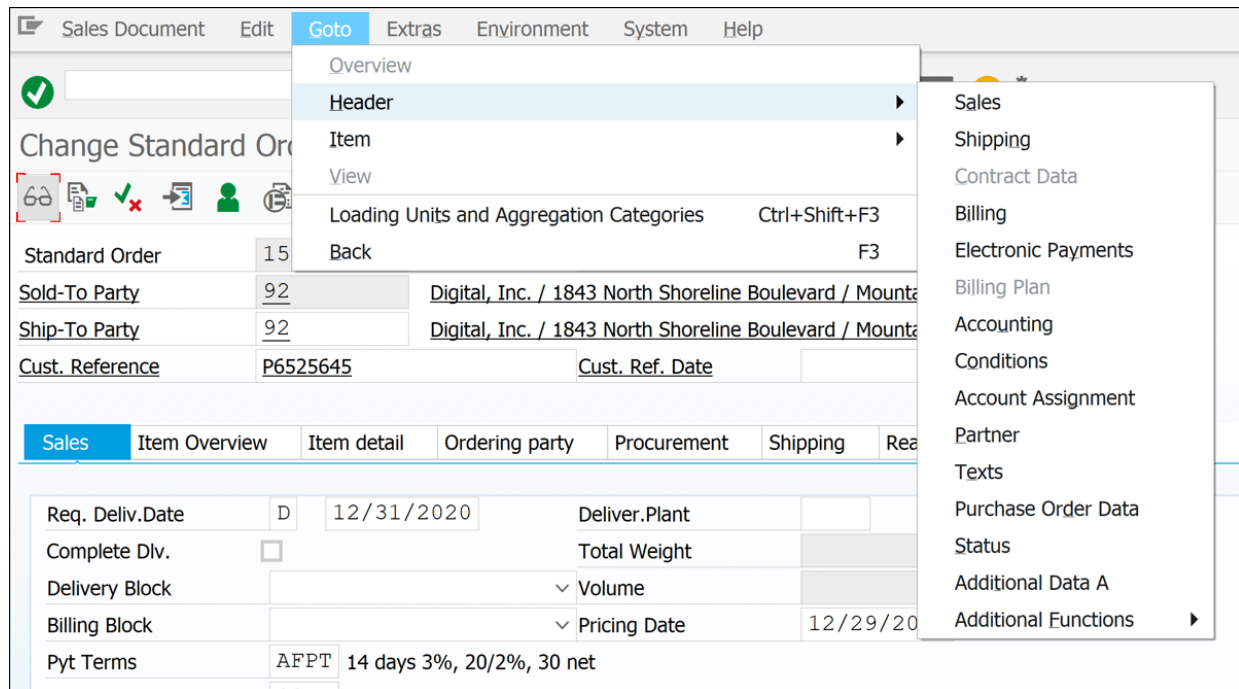 Sales Document Edit Goto Extras Environment System Help
Overview
Header
Item
View
Loading Units and Aggregation Categories Ctrl+Shift+F3
Back F3
Sales
Shipping
Contract Data
Billing
Electronic Payments
Billing Plan
Accounting
Conditions
Account Assignment
Partner
Texts
Purchase Order Data
Status
Additional Data A
Additional Functions
Change Standard
Standard Order 15
Sold-To Party 92 Digital, Inc. / 1843 North Shoreline Boulevard /
Ship-To Party 92 Digital, Inc. / 1843 North Shoreline Boulevard /
Cust. Reference P6525645 Cust. Ref. Date
Sales Item Overview Item detail Ordering party Procurement Shipping
Req. Deliv.Date D 12/31/2020 Deliver.Plant
Complete Dlv. Total Weight
Delivery Block Volume
Billing Block Pricing Date 12/29/20
Pyt Terms AFPT 14 days 3%, 20/2%, 30 net